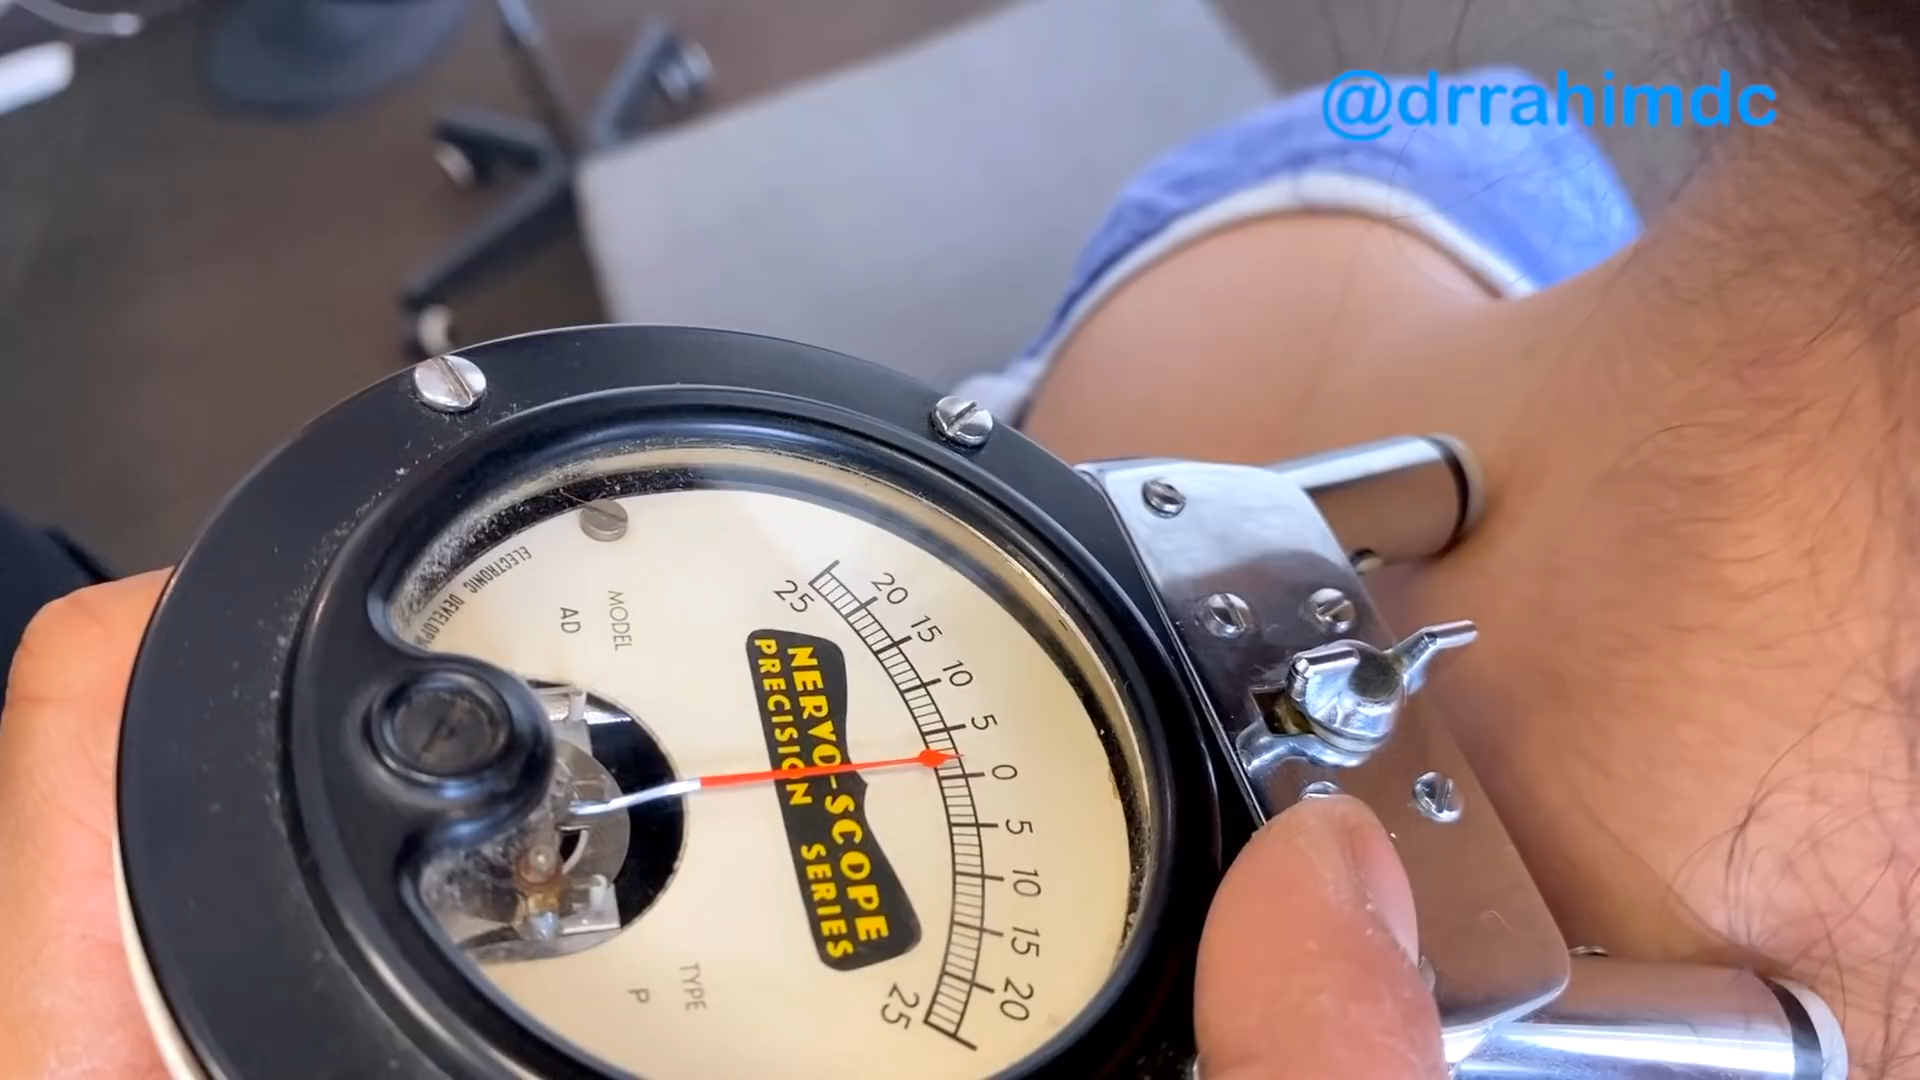 @drrahimdc
ELECTRONIC
MODEL
AD
25
20
15
10
5
0
5
10
15
20
25
NERVO-SCOPE
PRECISION SERIES
TYPE
P